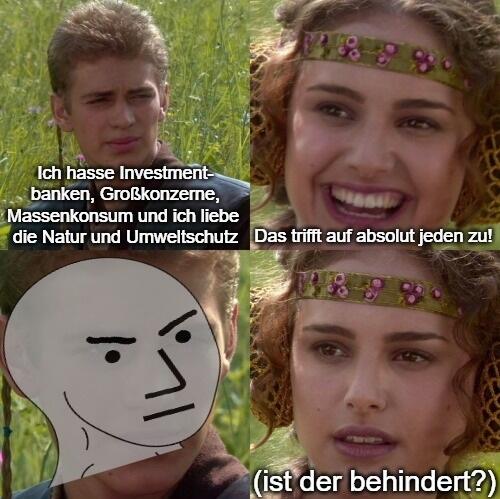 Ich hasse Investment-
banken, Großkonzerne,
Massenkonsum und ich liebe
die Natur und Umweltschutz
Das trifft auf absolut jeden zu!
(ist der behindert?)